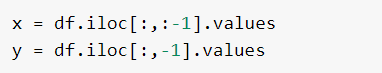 x = df.iloc[:,:-1].values
y = df.iloc[:,-1].values